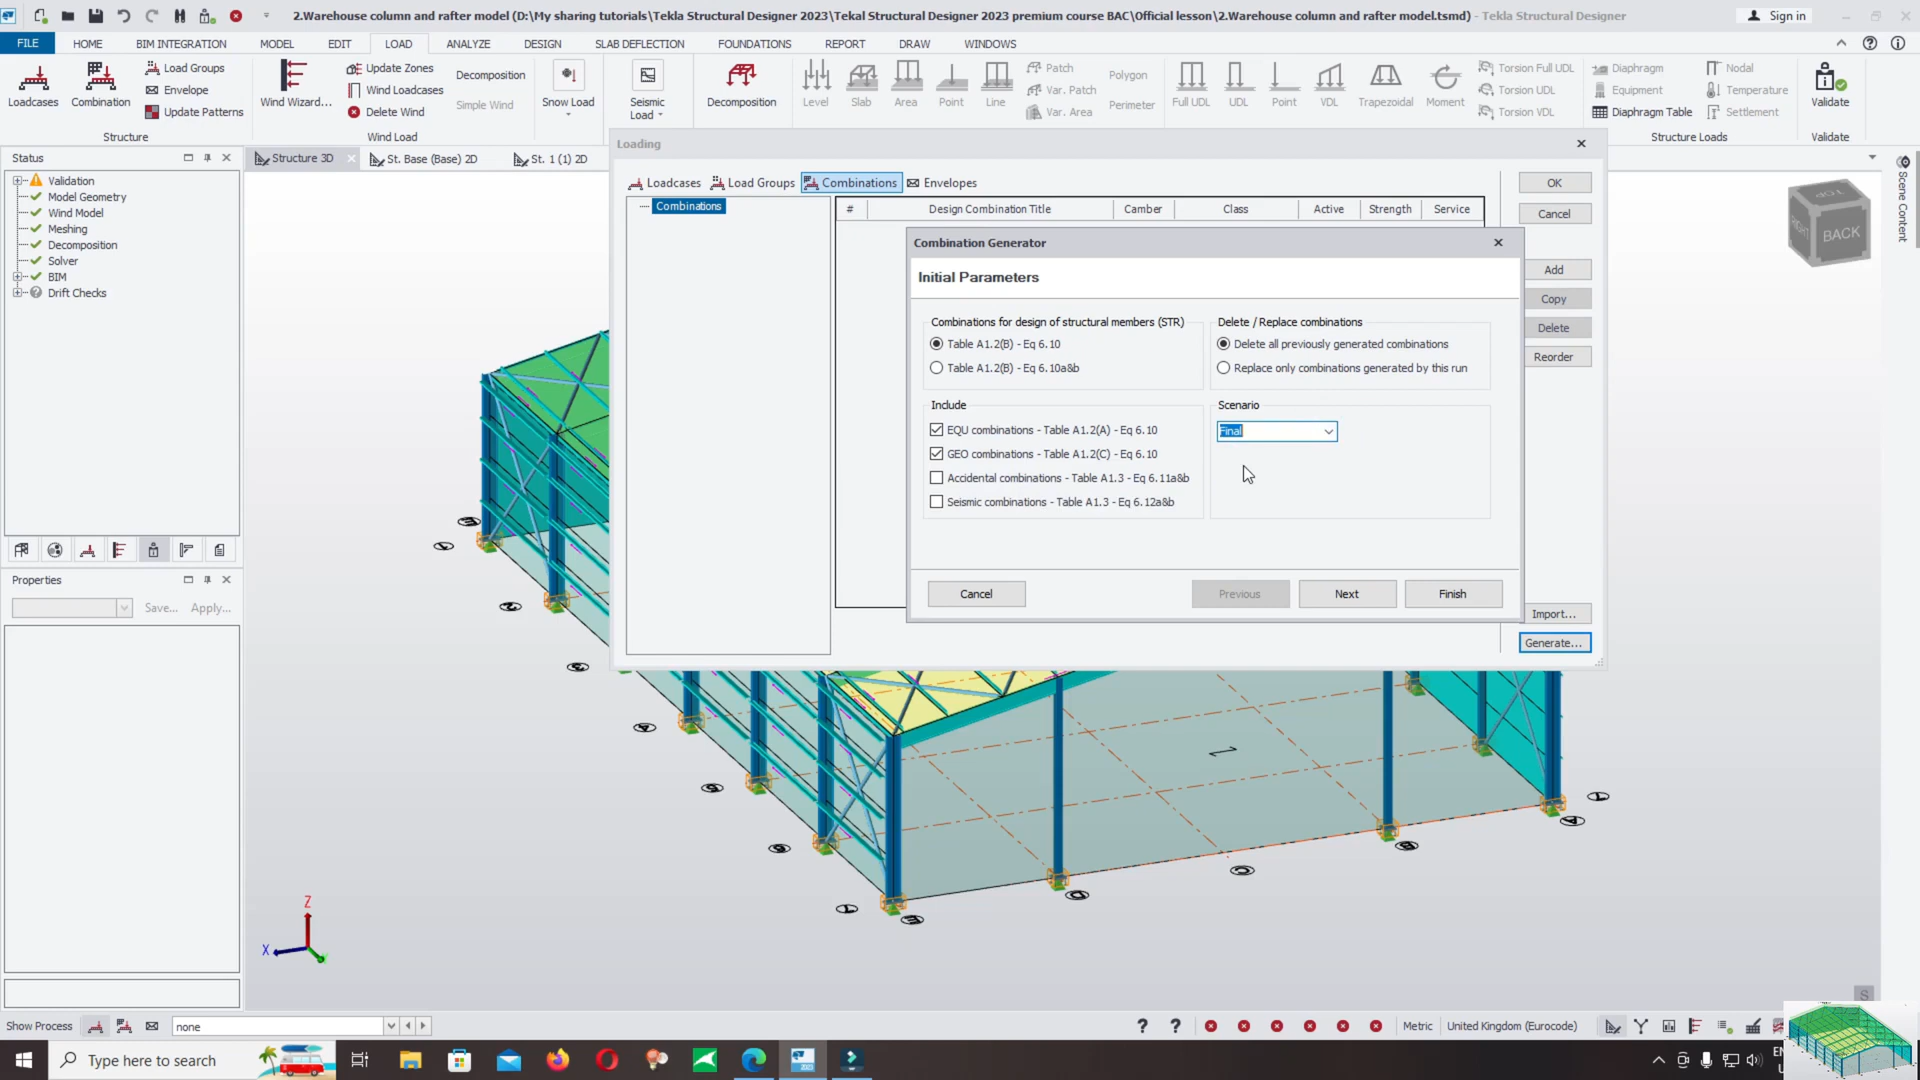 2.Warehouse column and rafter model (D:\My sharing tutorials\Tekla Structural Designer 2023\Tekal Structural Designer 2023 premium course BAC\Official lesson\2.Warehouse column and rafter model.tsmd) - Tekla Structural Designer
Sign in
FILE HOME BIM INTEGRATION MODEL EDIT LOAD ANALYZE DESIGN SLAB DEFLECTION FOUNDATIONS REPORT DRAW WINDOWS
Loadcases
Combination
Load Groups
Envelope
Update Patterns
Structure
Wind Wizard...
Update Zones
Wind Loadcases
Delete Wind
Decomposition
Simple Wind
Wind Load
Snow Load
Seismic Load
Decomposition
Level Slab Area Point Line
Patch
Var. Patch
Var. Area
Polygon
Perimeter
Full UDL UDL Point VDL Trapezoidal Moment
Torsion Full UDL
Torsion UDL
Torsion VDL
Diaphragm
Equipment
Diaphragm Table
Nodal
Temperature
Settlement
Structure Loads
Validate
Validate
Status
Validation
Model Geometry
Wind Model
Meshing
Decomposition
Solver
BIM
Drift Checks
Properties
Save... Apply...
Structure 3D
St. Base (Base) 2D
St. 1 (1) 2D
Scene Content
TOP
RIGHT
BACK
Loading
Loadcases Load Groups Combinations Envelopes
Combinations
# Design Combination Title Camber Class Active Strength Service
OK
Cancel
Add
Copy
Delete
Reorder
Import...
Generate...
Combination Generator
Initial Parameters
Combinations for design of structural members (STR)
Table A1.2(B) - Eq 6.10
Table A1.2(B) - Eq 6.10a&b
Delete / Replace combinations
Delete all previously generated combinations
Replace only combinations generated by this run
Include
EQU combinations - Table A1.2(A) - Eq 6.10
GEO combinations - Table A1.2(C) - Eq 6.10
Accidental combinations - Table A1.3 - Eq 6.11a&b
Seismic combinations - Table A1.3 - Eq 6.12a&b
Scenario
Final
Cancel Previous Next Finish
Z
X
S
Show Process
none
Metric
United Kingdom (Eurocode)
Type here to search